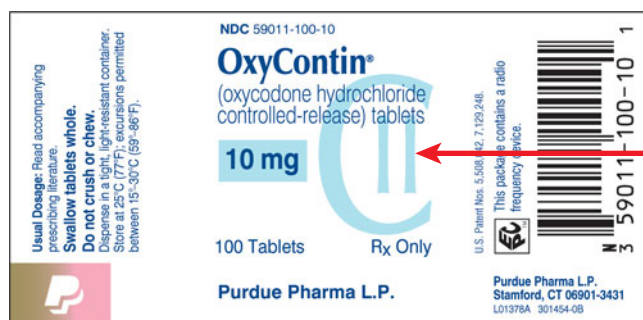 Usual Dosage: Read accompanying
prescribing literature.
Swallow tablets whole.
Do not crush or chew.
Dispense in a tight, light-resistant container.
Store at 25°C (77°F); excursions permitted
between 15°-30°C (59°-86°F).
NDC 59011-100-10
OxyContin®
(oxycodone hydrochloride
controlled-release) tablets
10 mg
CII
100 Tablets
Rx Only
Purdue Pharma L.P.
U.S. Patent Nos. 5,508,042, 7,129,248.
This package contains a radio
frequency device.
EPC
N
3 59011-100-10 1
Purdue Pharma L.P.
Stamford, CT 06901-3431
L01378A 301454-0B